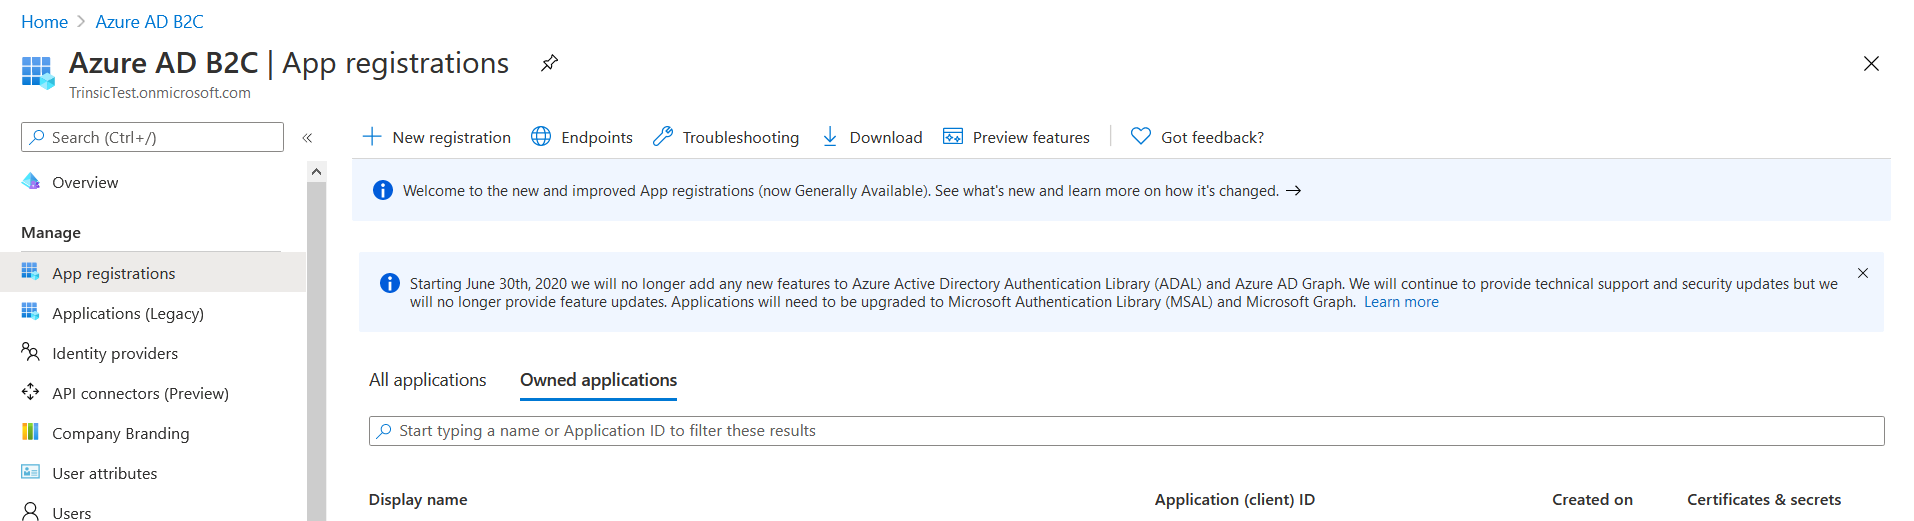 Home > Azure AD B2C
Azure AD B2C | App registrations
TrinsicTest.onmicrosoft.com
Search (Ctrl+/)
«
Overview
Manage
App registrations
Applications (Legacy)
Identity providers
API connectors (Preview)
Company Branding
User attributes
Users
New registration
Endpoints
Troubleshooting
Download
Preview features
Got feedback?
Welcome to the new and improved App registrations (now Generally Available). See what's new and learn more on how it's changed. →
Starting June 30th, 2020 we will no longer add any new features to Azure Active Directory Authentication Library (ADAL) and Azure AD Graph. We will continue to provide technical support and security updates but we
will no longer provide feature updates. Applications will need to be upgraded to Microsoft Authentication Library (MSAL) and Microsoft Graph. Learn more
All applications
Owned applications
Start typing a name or Application ID to filter these results
Display name
Application (client) ID
Created on
Certificates & secrets